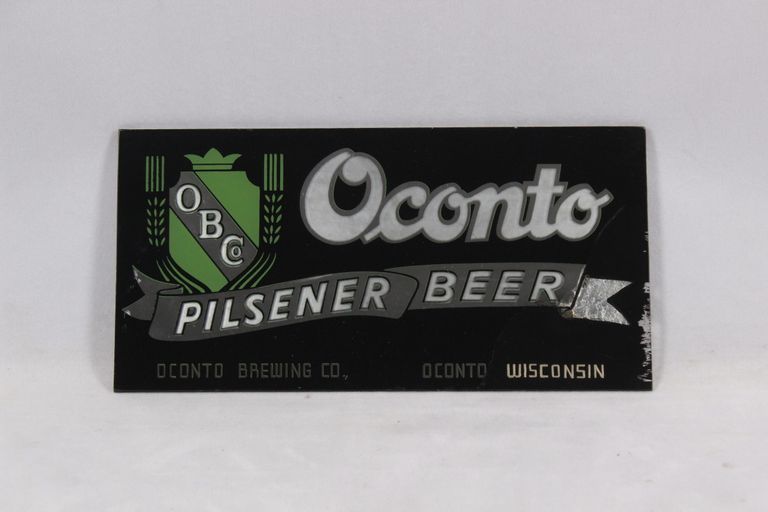 OBCo
Oconto
PILSENER BEER
OCONTO BREWING CO., OCONTO WISCONSIN